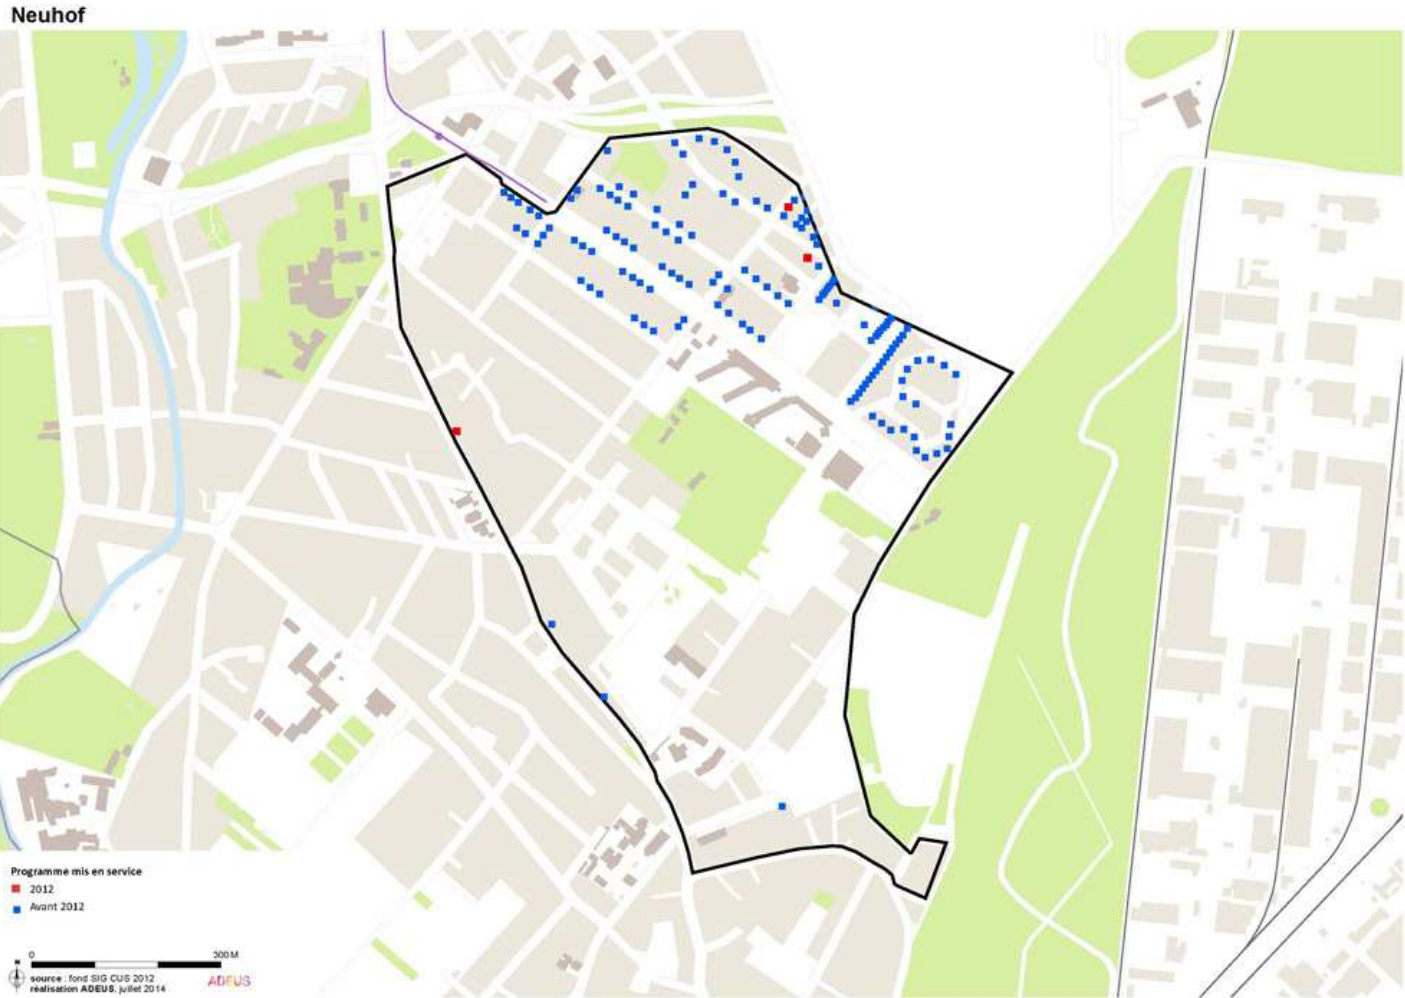 Neuhof
Programme mis en service
2012
Avant 2012
0 300 M
N
source : fond SIG CUS 2012
réalisation ADEUS. juillet 2014
ADEUS